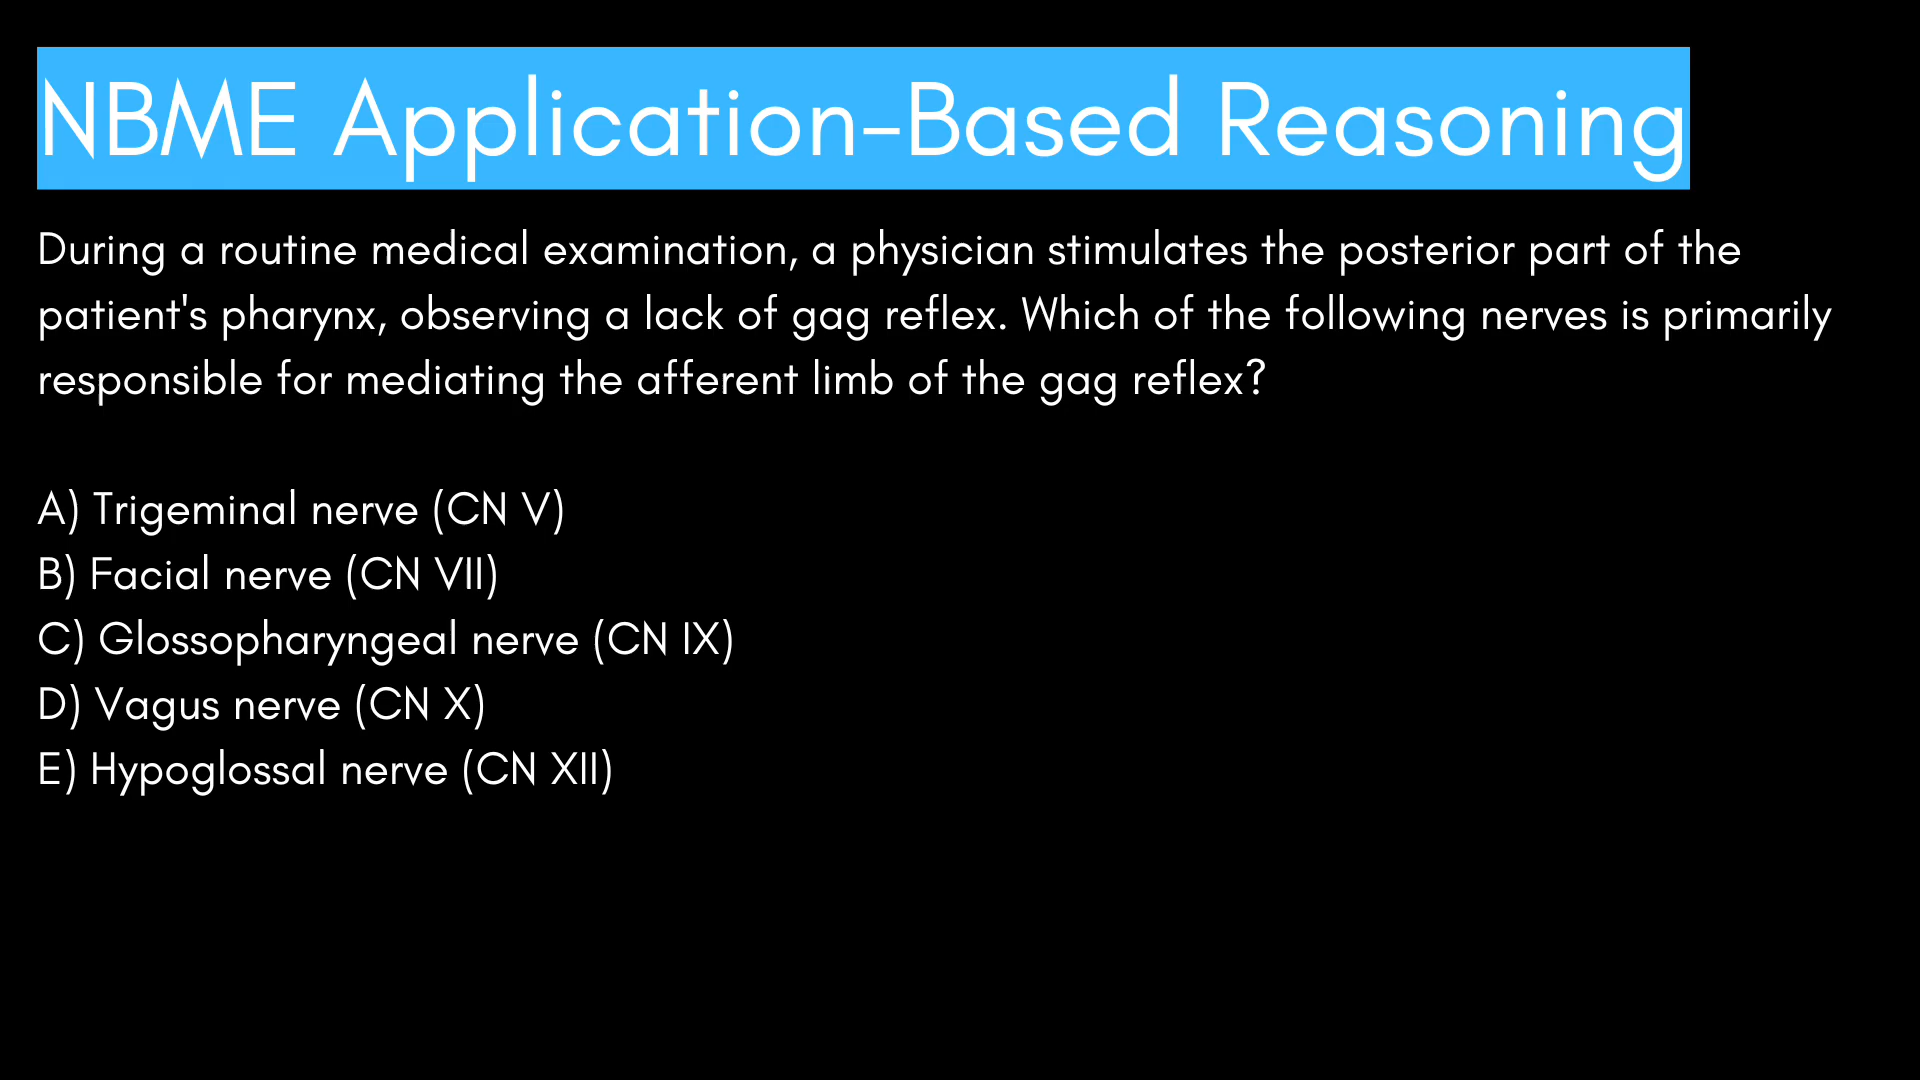 NBME Application-Based Reasoning
During a routine medical examination, a physician stimulates the posterior part of the
patient's pharynx, observing a lack of gag reflex. Which of the following nerves is primarily
responsible for mediating the afferent limb of the gag reflex?
A) Trigeminal nerve (CN V)
B) Facial nerve (CN VII)
C) Glossopharyngeal nerve (CN IX)
D) Vagus nerve (CN X)
E) Hypoglossal nerve (CN XII)